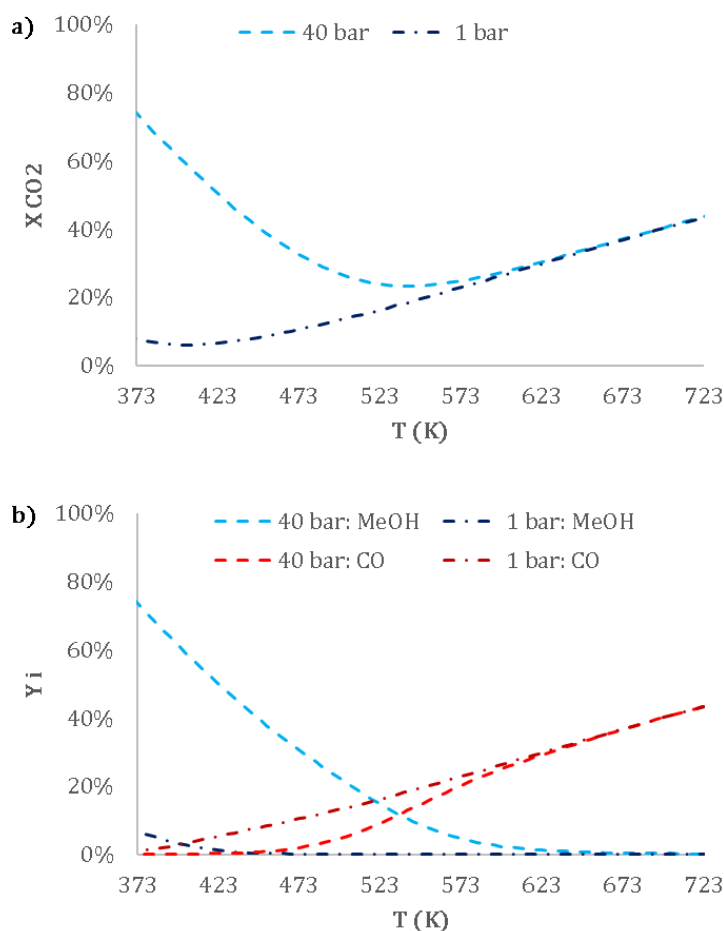 a)
40 bar 1 bar
100%
80%
60%
40%
20%
0%
X CO2
373 423 473 523 573 623 673 723
T (K)
b)
40 bar: MeOH 1 bar: MeOH
40 bar: CO 1 bar: CO
100%
80%
60%
40%
20%
0%
Y i
373 423 473 523 573 623 673 723
T (K)